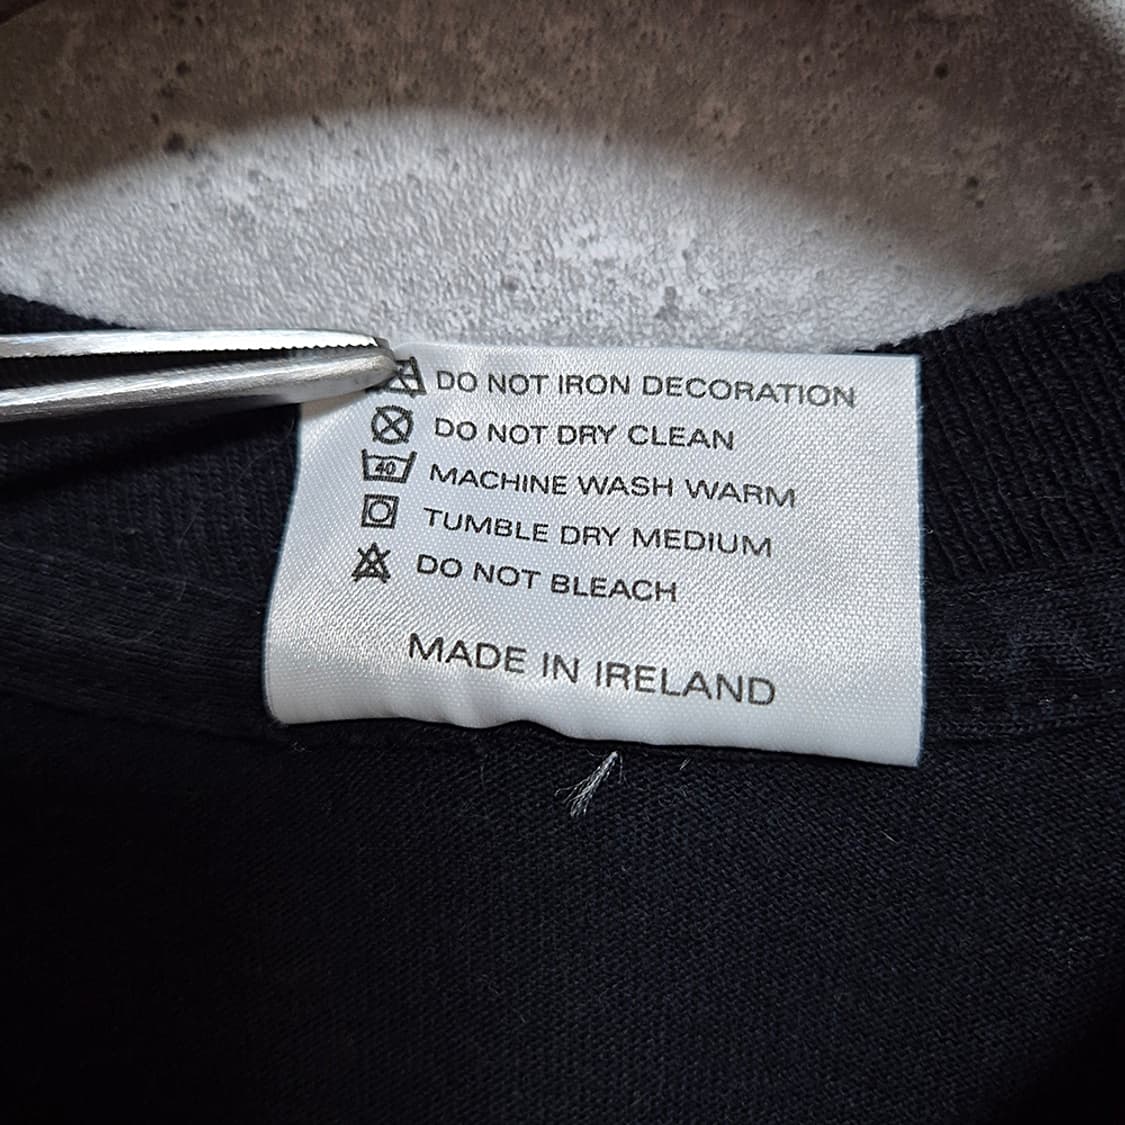 DO NOT IRON DECORATION
DO NOT DRY CLEAN
40 MACHINE WASH WARM
TUMBLE DRY MEDIUM
DO NOT BLEACH
MADE IN IRELAND